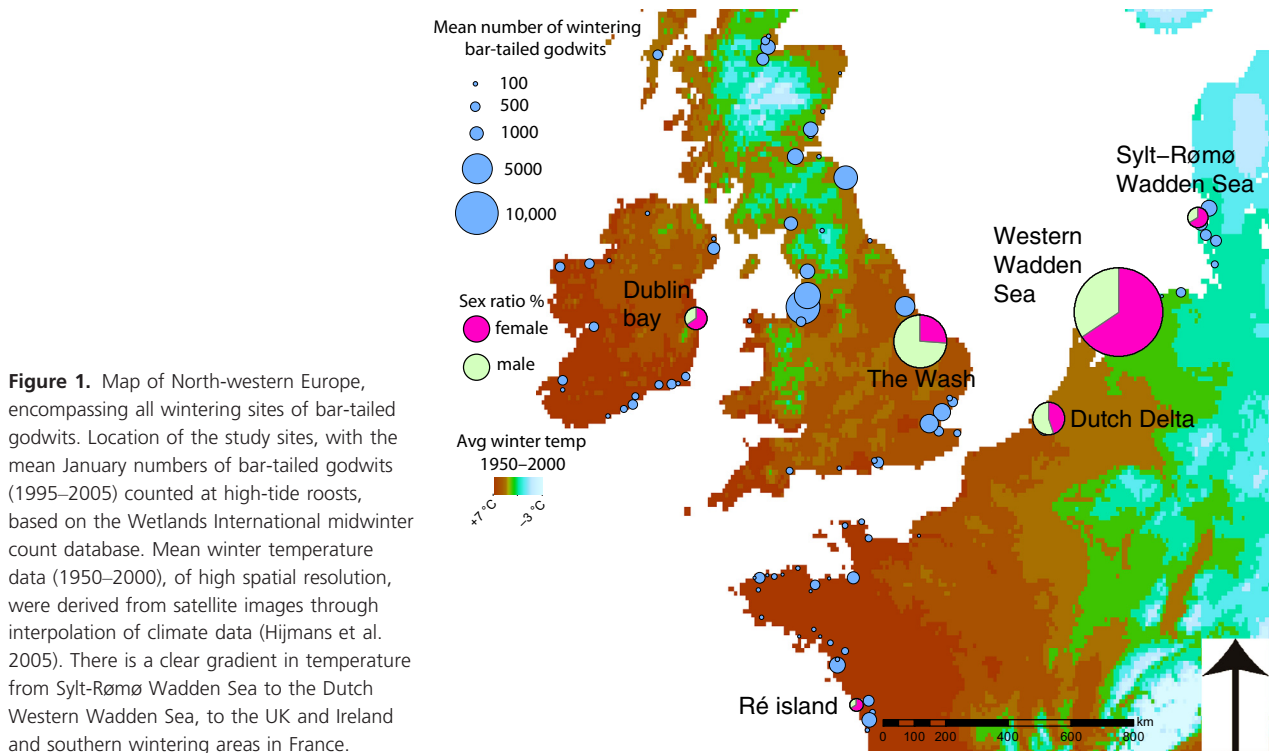 Mean number of wintering
bar-tailed godwits
100
500
1000
5000
10,000
Sex ratio %
female
male
Avg winter temp
1950–2000
+7 °C
−3 °C
Dublin
bay
The Wash
Western
Wadden
Sea
Sylt–Rømø
Wadden Sea
Dutch Delta
Ré island
km
0 200 400 600 800
Figure 1. Map of North-western Europe,
encompassing all wintering sites of bar-tailed
godwits. Location of the study sites, with the
mean January numbers of bar-tailed godwits
(1995–2005) counted at high-tide roosts,
based on the Wetlands International midwinter
count database. Mean winter temperature
data (1950–2000), of high spatial resolution,
were derived from satellite images through
interpolation of climate data (Hijmans et al.
2005). There is a clear gradient in temperature
from Sylt-Rømø Wadden Sea to the Dutch
Western Wadden Sea, to the UK and Ireland
and southern wintering areas in France.